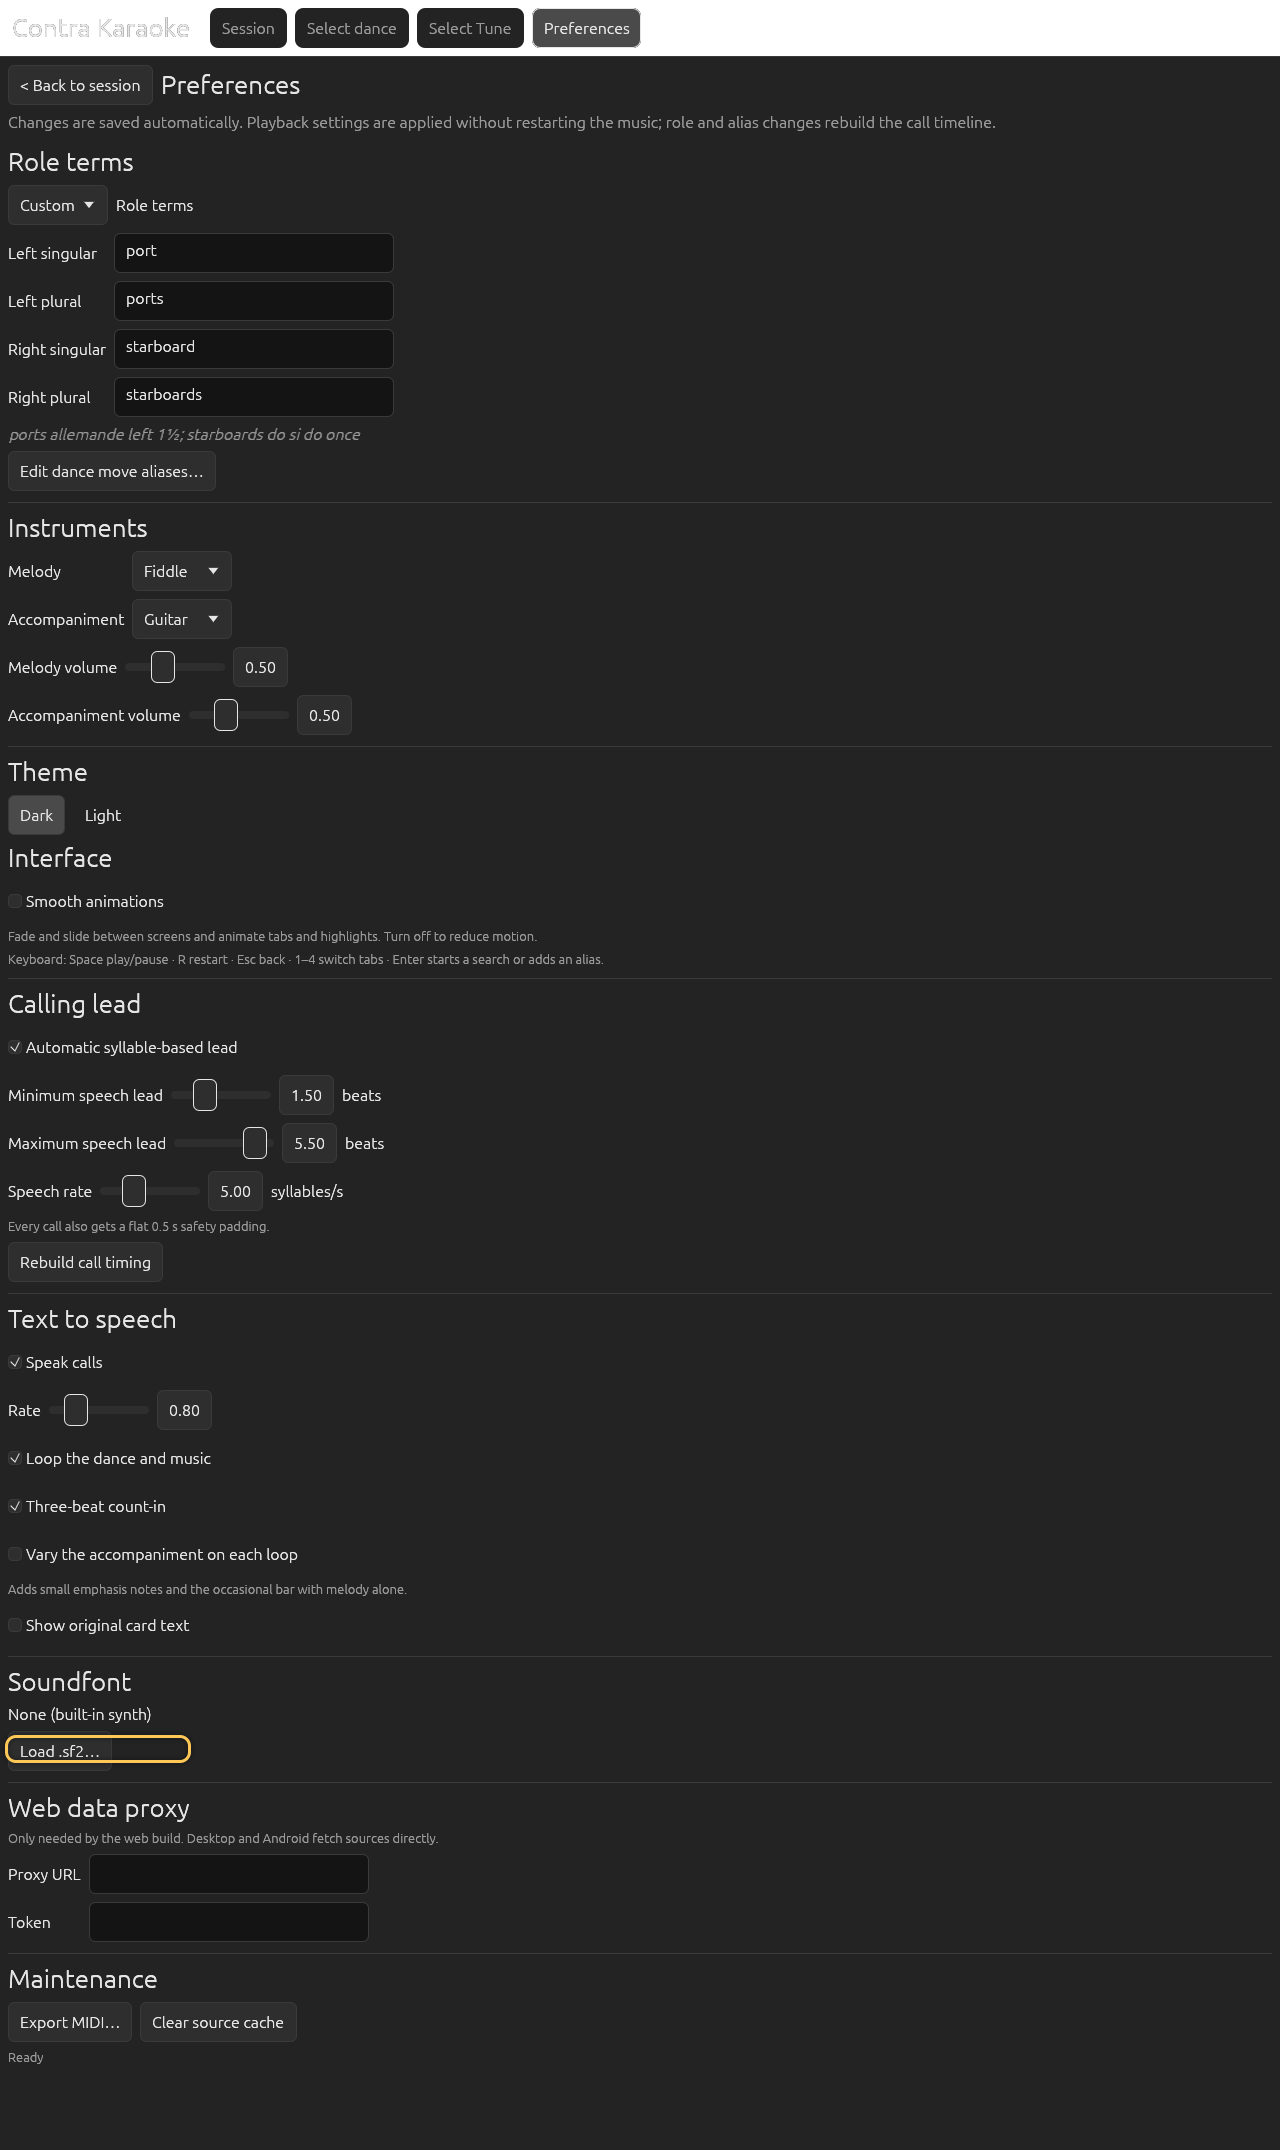 Contra Karaoke Session Select dance Select Tune Preferences
< Back to session Preferences
Changes are saved automatically. Playback settings are applied without restarting the music; role and alias changes rebuild the call timeline.
Role terms
Custom Role terms
Left singular port
Left plural ports
Right singular starboard
Right plural starboards
ports allemande left 1½; starboards do si do once
Edit dance move aliases...
Instruments
Melody Fiddle
Accompaniment Guitar
Melody volume 0.50
Accompaniment volume 0.50
Theme
Dark Light
Interface
Smooth animations
Fade and slide between screens and animate tabs and highlights. Turn off to reduce motion.
Keyboard: Space play/pause · R restart · Esc back · 1–4 switch tabs · Enter starts a search or adds an alias.
Calling lead
Automatic syllable-based lead
Minimum speech lead 1.50 beats
Maximum speech lead 5.50 beats
Speech rate 5.00 syllables/s
Every call also gets a flat 0.5 s safety padding.
Rebuild call timing
Text to speech
Speak calls
Rate 0.80
Loop the dance and music
Three-beat count-in
Vary the accompaniment on each loop
Adds small emphasis notes and the occasional bar with melody alone.
Show original card text
Soundfont
None (built-in synth)
Load .sf2...
Web data proxy
Only needed by the web build. Desktop and Android fetch sources directly.
Proxy URL
Token
Maintenance
Export MIDI... Clear source cache
Ready